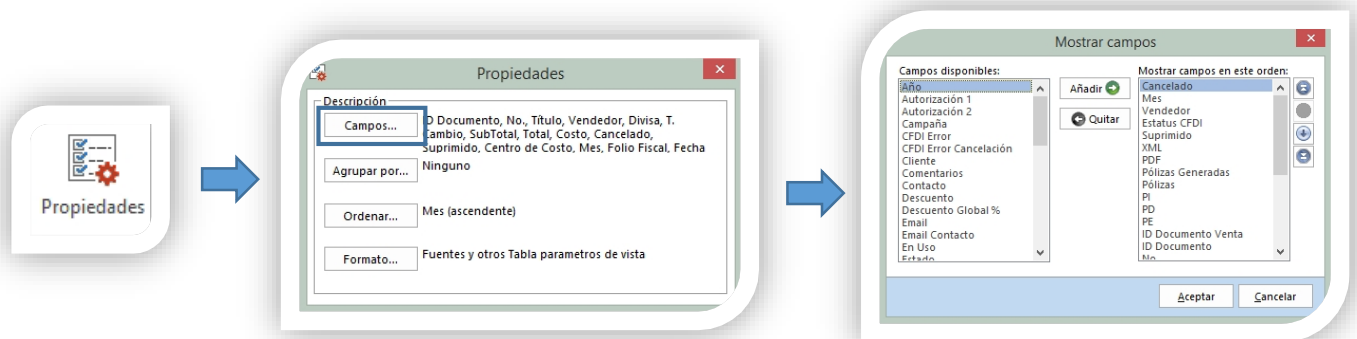 Propiedades
Propiedades
Descripción
Campos...
ID Documento, No., Título, Vendedor, Divisa, T.
Cambio, SubTotal, Total, Costo, Cancelado,
Suprimido, Centro de Costo, Mes, Folio Fiscal, Fecha
Agrupar por...
Ninguno
Ordenar...
Mes (ascendente)
Formato...
Fuentes y otros Tabla parametros de vista
Mostrar campos
Campos disponibles:
Año
Autorización 1
Autorización 2
Campaña
CFDI Error
CFDI Error Cancelación
Cliente
Comentarios
Contacto
Descuento
Descuento Global %
Email
Email Contacto
En Uso
Estado
Añadir
Quitar
Mostrar campos en este orden:
Cancelado
Mes
Vendedor
Estatus CFDI
Suprimido
XML
PDF
Pólizas Generadas
Pólizas
PI
PD
PE
ID Documento Venta
ID Documento
No
Aceptar
Cancelar